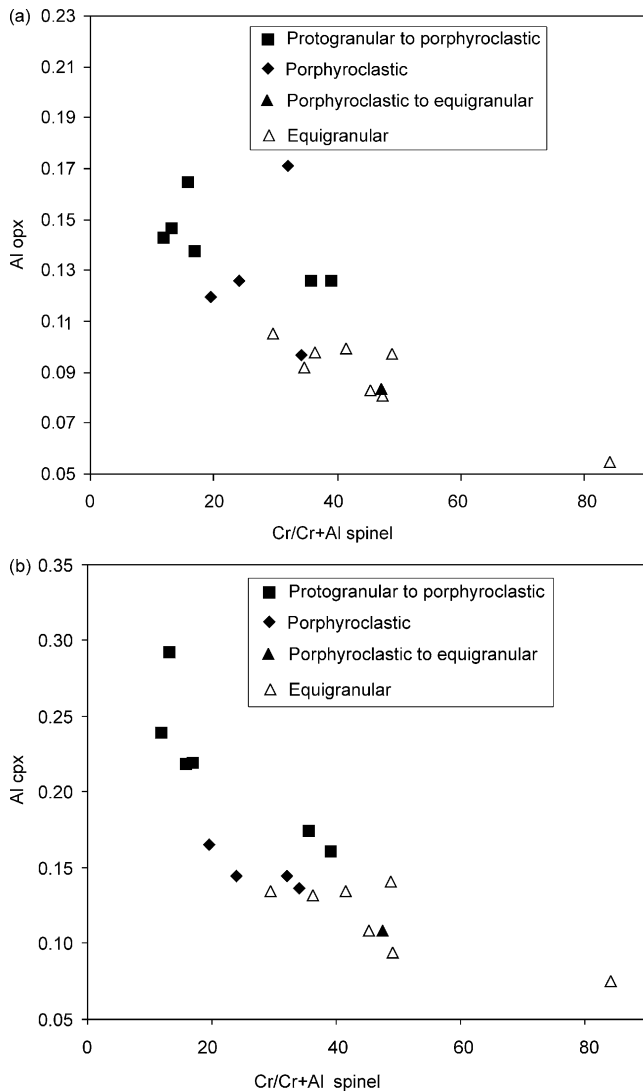 (a)
0.23
0.21
0.19
0.17
0.15
0.13
0.11
0.09
0.07
0.05
Al opx
Protogranular to porphyroclastic
Porphyroclastic
Porphyroclastic to equigranular
Equigranular
0 20 40 60 80
Cr/Cr+Al spinel
(b)
0.35
0.30
0.25
0.20
0.15
0.10
0.05
Al cpx
Protogranular to porphyroclastic
Porphyroclastic
Porphyroclastic to equigranular
Equigranular
0 20 40 60 80
Cr/Cr+Al spinel